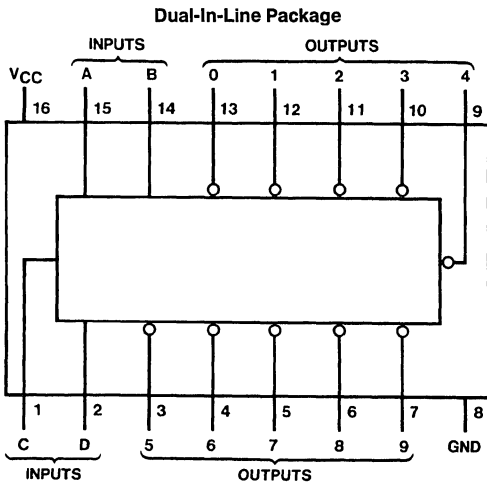 Dual-In-Line Package
INPUTS OUTPUTS
VCC A B 0 1 2 3 4
16 15 14 13 12 11 10 9
1 2 3 4 5 6 7 8
C D 5 6 7 8 9 GND
INPUTS OUTPUTS